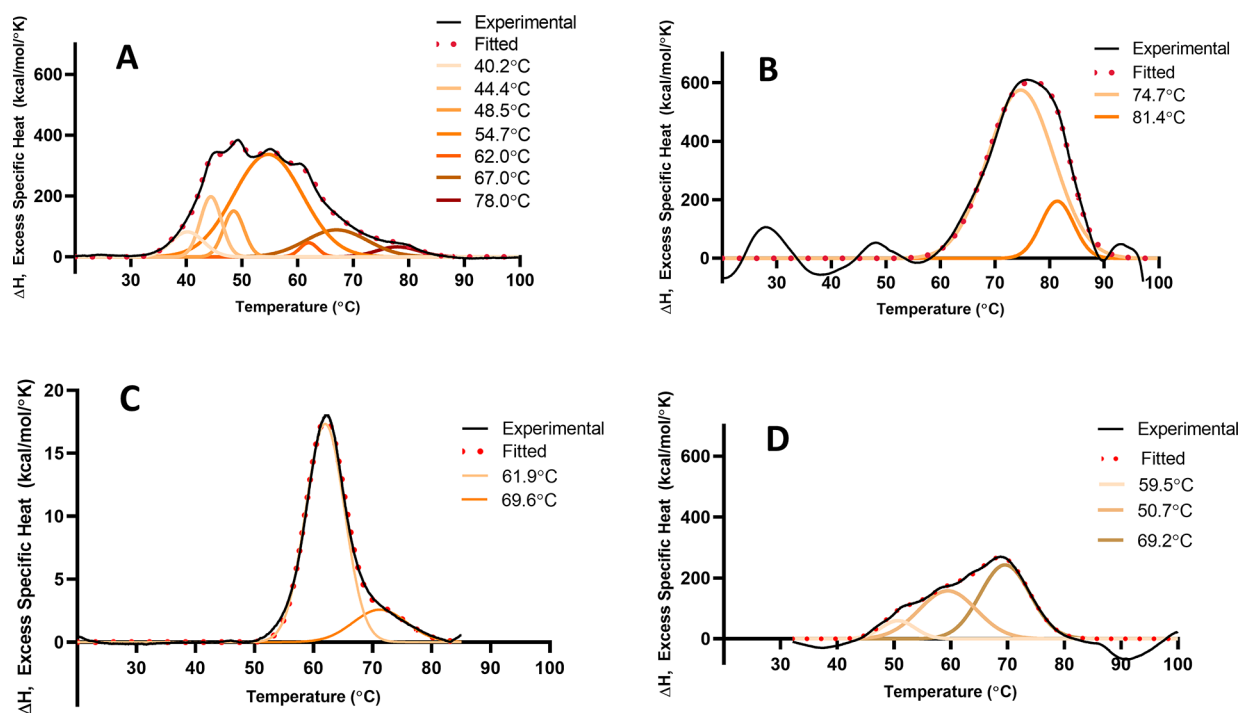 A
Experimental
Fitted
40.2°C
44.4°C
48.5°C
54.7°C
62.0°C
67.0°C
78.0°C
ΔH, Excess Specific Heat (kcal/mol/°K)
600
400
200
0
30 40 50 60 70 80 90 100
Temperature (°C)
B
Experimental
Fitted
74.7°C
81.4°C
ΔH, Excess Specific Heat (kcal/mol/°K)
600
400
200
0
30 40 50 60 70 80 90 100
Temperature (°C)
C
Experimental
Fitted
61.9°C
69.6°C
ΔH, Excess Specific Heat (kcal/mol/°K)
20
15
10
5
0
30 40 50 60 70 80 90 100
Temperature (°C)
D
Experimental
Fitted
59.5°C
50.7°C
69.2°C
ΔH, Excess Specific Heat (kcal/mol/°K)
600
400
200
0
30 40 50 60 70 80 90 100
Temperature (°C)